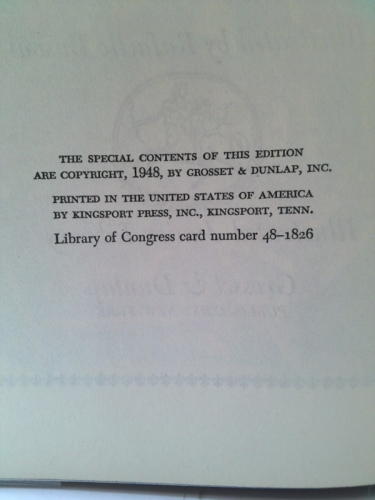 THE SPECIAL CONTENTS OF THIS EDITION
ARE COPYRIGHT, 1948, BY GROSSET & DUNLAP, INC.
PRINTED IN THE UNITED STATES OF AMERICA
BY KINGSPORT PRESS, INC., KINGSPORT, TENN.
Library of Congress card number 48–1826